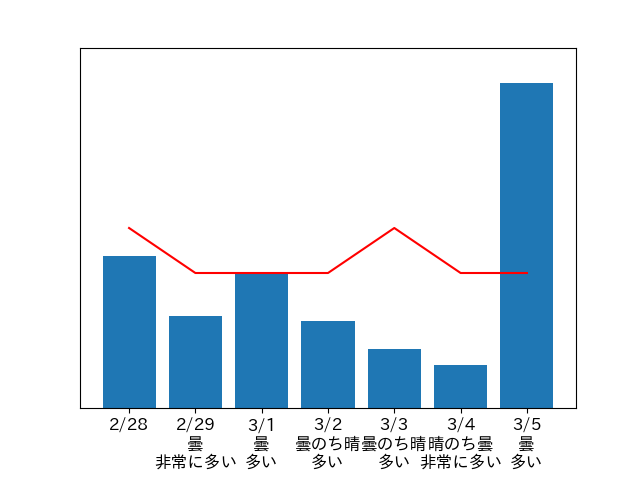 2/28 2/29 3/1 3/2 3/3 3/4 3/5
曇 曇 曇のち晴 曇のち晴 晴のち曇 曇
非常に多い 多い 多い 多い 非常に多い 多い